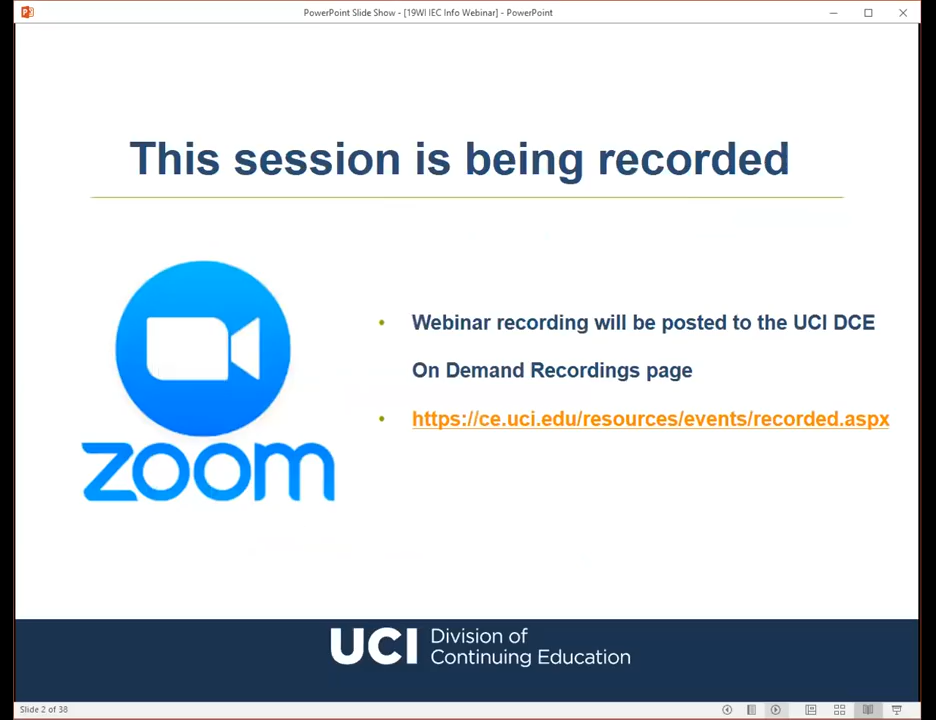 PowerPoint Slide Show - [19WI IEC Info Webinar] - PowerPoint
This session is being recorded
zoom
• Webinar recording will be posted to the UCI DCE
On Demand Recordings page
• https://ce.uci.edu/resources/events/recorded.aspx
UCI Division of
Continuing Education
Slide 2 of 38